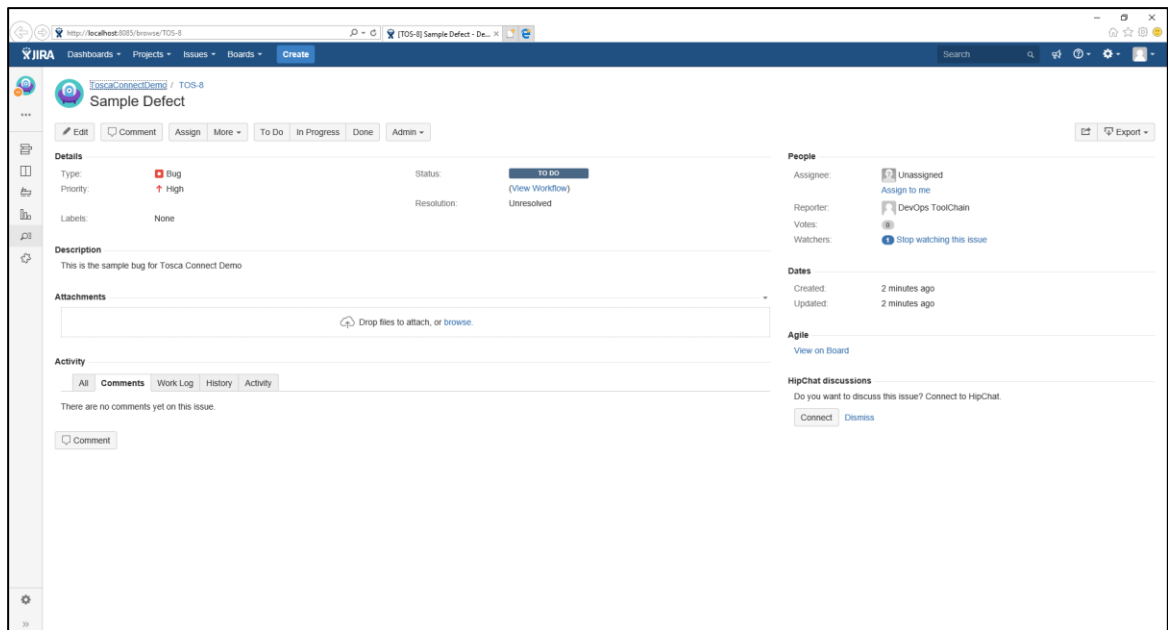 http://localhost:8085/browse/TOS-8
[TOS-8] Sample Defect - De...
JIRA Dashboards Projects Issues Boards Create Search
ToscaConnectDemo / TOS-8
Sample Defect
Edit Comment Assign More To Do In Progress Done Admin Export
Details
Type: Bug Status: TO DO
Priority: High (View Workflow)
Resolution: Unresolved
Labels: None
Description
This is the sample bug for Tosca Connect Demo
Attachments
Drop files to attach, or browse.
Activity
All Comments Work Log History Activity
There are no comments yet on this issue.
Comment
People
Assignee: Unassigned
Assign to me
Reporter: DevOps ToolChain
Votes: 0
Watchers: 1 Stop watching this issue
Dates
Created: 2 minutes ago
Updated: 2 minutes ago
Agile
View on Board
HipChat discussions
Do you want to discuss this issue? Connect to HipChat.
Connect Dismiss